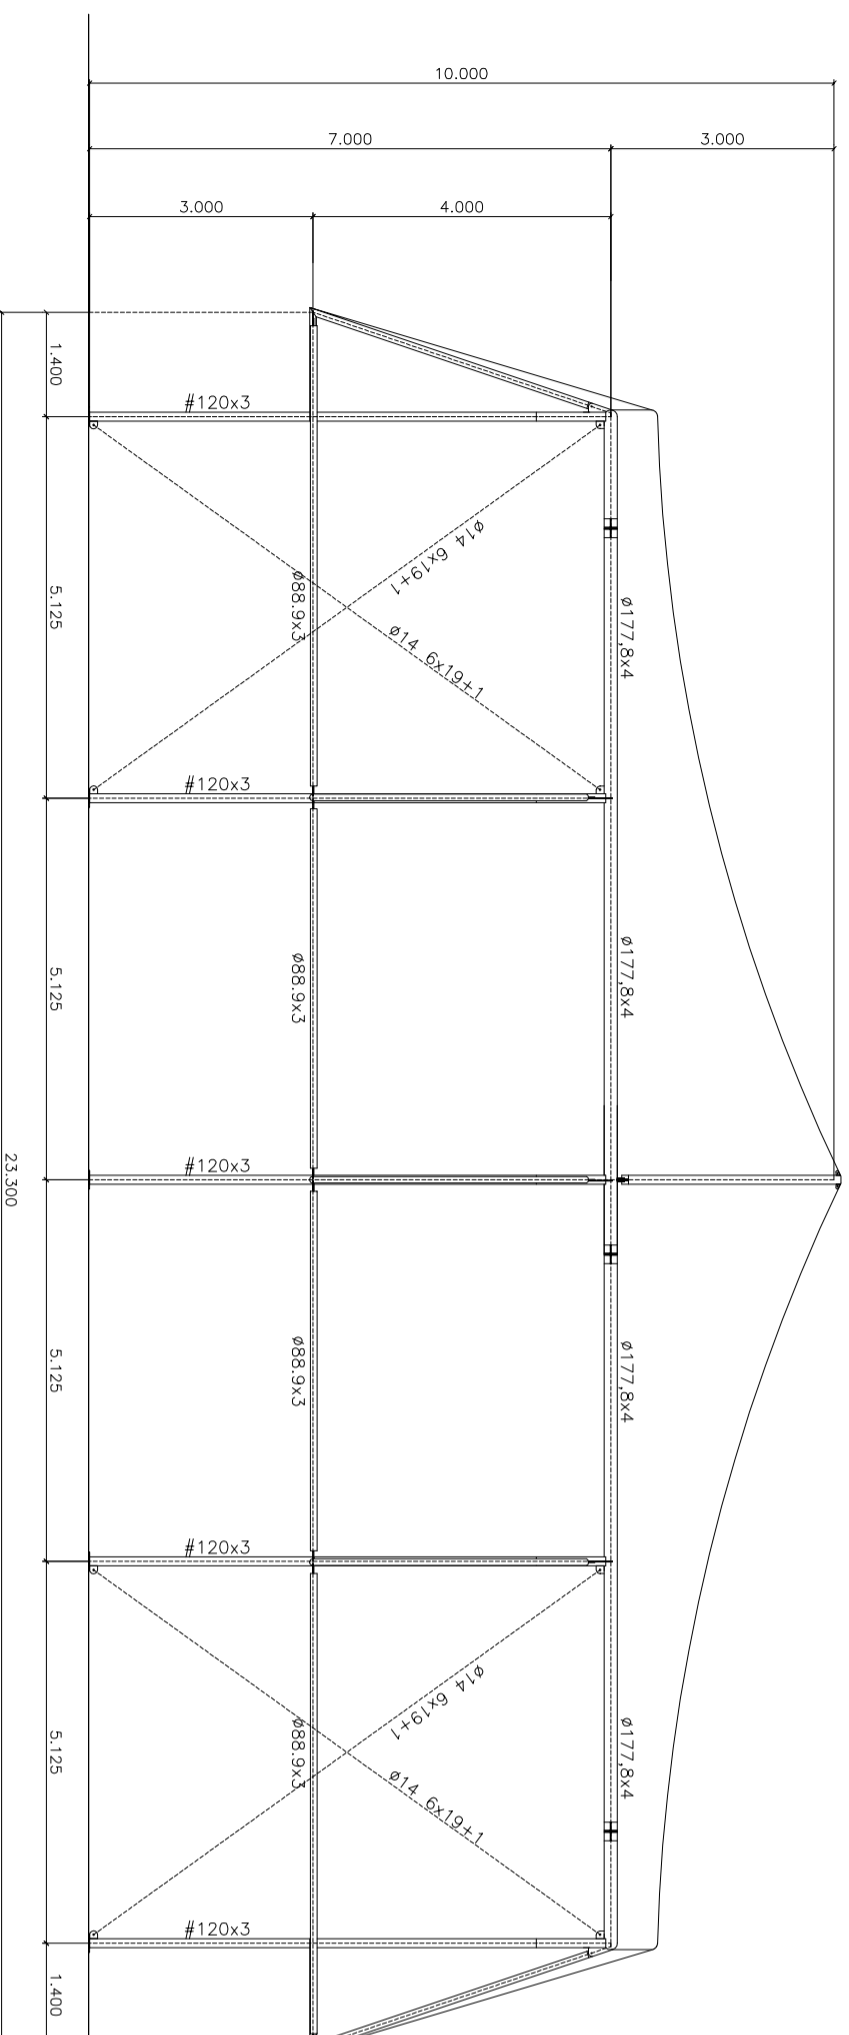 10.000
7.000
3.000
3.000
4.000
1.400
#120x3
ø14 6x19+1
ø88.9x3
5.125
ø177,8x4
ø14 6x19+1
#120x3
ø177,8x4
ø88.9x3
5.125
#120x3
23.300
ø88.9x3
5.125
ø177,8x4
#120x3
ø14 6x19+1
ø88.9x3
5.125
ø177,8x4
ø14 6x19+1
#120x3
1.400